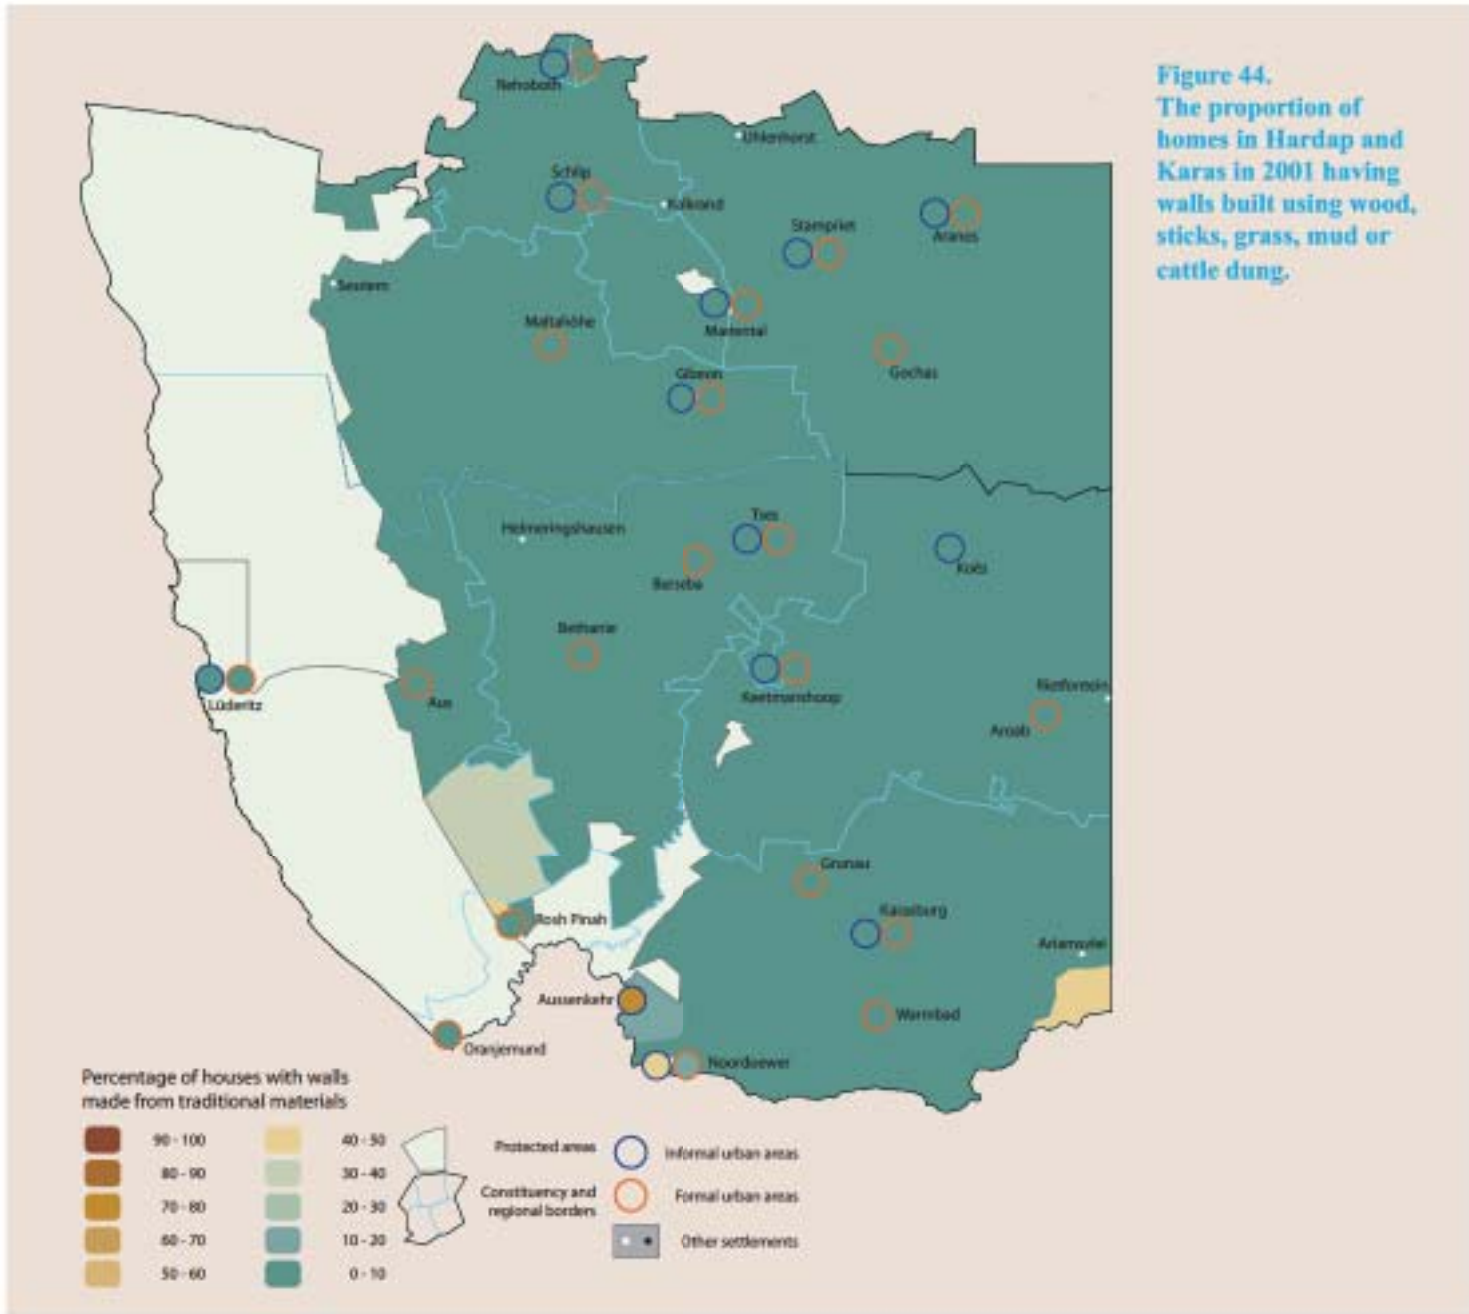 Figure 44.
The proportion of
homes in Hardap and
Karas in 2001 having
walls built using wood,
sticks, grass, mud or
cattle dung.
Rehoboth
Uhlenhorst
Schlip
Kalkrand
Stampriet
Aranos
Sesriem
Mariental
Maltahöhe
Gochas
Gibeon
Tses
Helmeringshausen
Koës
Berseba
Bethanie
Keetmanshoop
Rietfontein
Lüderitz
Aus
Aroab
Grunau
Karasburg
Rosh Pinah
Ariamsvlei
Aussenkehr
Warmbad
Oranjemund
Noordoewer
Percentage of houses with walls
made from traditional materials
90 - 100
80 - 90
70 - 80
60 - 70
50 - 60
40 - 50
30 - 40
20 - 30
10 - 20
0 - 10
Protected areas
Constituency and
regional borders
Informal urban areas
Formal urban areas
Other settlements